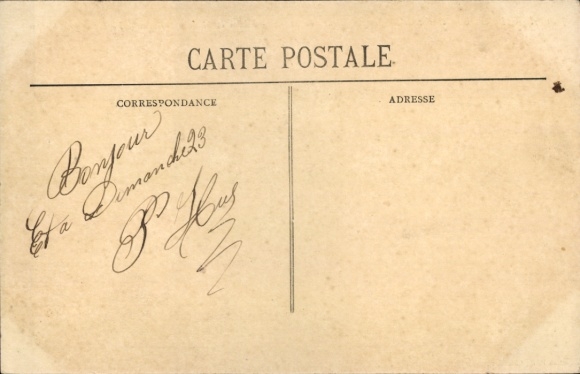 CARTE POSTALE
CORRESPONDANCE
ADRESSE
Bonjour
Et a Dimanche 23